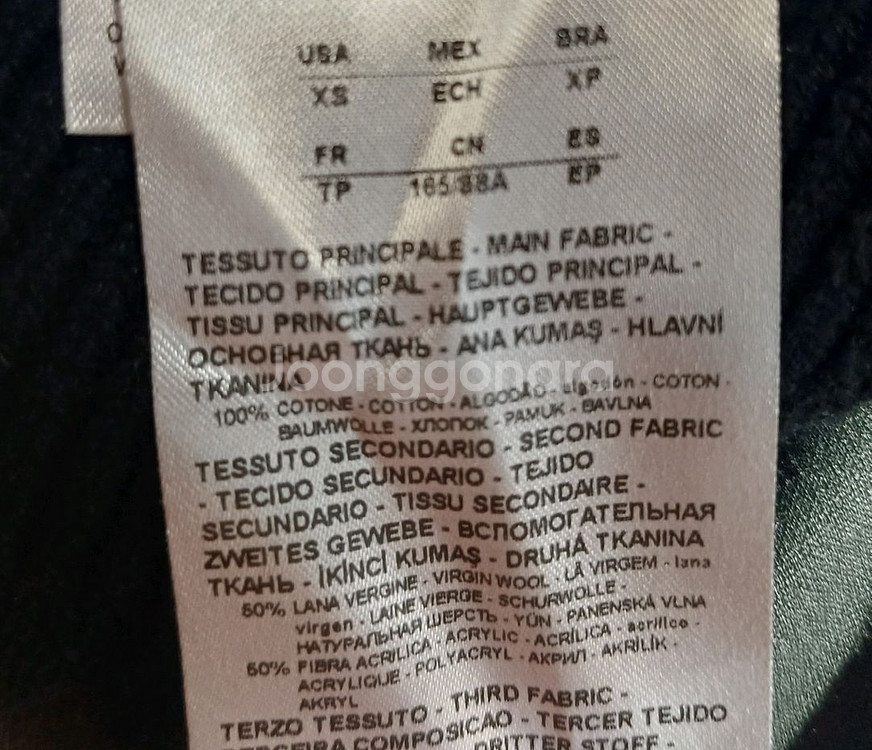 USA MEX BRA
XS ECH XP
FR CN ES
TP 165/88A EP
TESSUTO PRINCIPALE - MAIN FABRIC -
TECIDO PRINCIPAL - TEJIDO PRINCIPAL -
TISSU PRINCIPAL - HAUPTGEWEBE -
ОСНОВНАЯ ТКАНЬ - ANA KUMAŞ - HLAVNÍ
TKANINA
joonggonara
100% COTONE - COTTON - ALGODÃO - algodón - COTON -
BAUMWOLLE - ХЛОПОК - PAMUK - BAVLNA
TESSUTO SECONDARIO - SECOND FABRIC
- TECIDO SECUNDARIO - TEJIDO
SECUNDARIO - TISSU SECONDAIRE -
ZWEITES GEWEBE - ВСПОМОГАТЕЛЬНАЯ
ТКАНЬ - İKİNCİ KUMAŞ - DRUHÁ TKANINA
50% LANA VERGINE - VIRGIN WOOL - LÃ VIRGEM - lana
virgen - LAINE VIERGE - SCHURWOLLE -
НАТУРАЛЬНАЯ ШЕРСТЬ - YÜN - PANENSKÁ VLNA
50% FIBRA ACRILICA - ACRYLIC - ACRÍLICA - acrílico -
ACRYLIQUE - POLYACRYL - АКРИЛ - AKRİLİK -
AKRYL
TERZO TESSUTO - THIRD FABRIC -
TERCEIRA COMPOSICAO - TERCER TEJIDO
DRITTER STOFF -